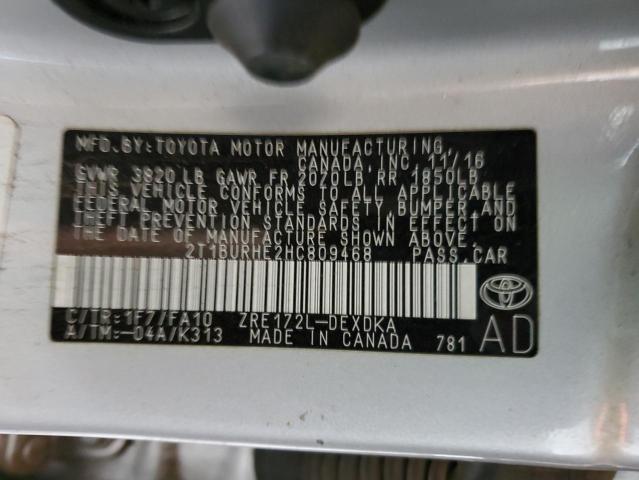 MFD. BY: TOYOTA MOTOR MANUFACTURING,
CANADA, INC. 11/16
GVWR 3820 LB GAWR FR 2020LB RR 1850LB
THIS VEHICLE CONFORMS TO ALL APPLICABLE
FEDERAL MOTOR VEHICLE SAFETY, BUMPER, AND
THEFT PREVENTION STANDARDS IN EFFECT ON
THE DATE OF MANUFACTURE SHOWN ABOVE.
2T1BURHE2HC809468 PASS.CAR
C/TR:1F7/FA10 ZRE172L-DEXDKA
A/TM:-04A/K313 MADE IN CANADA 781
AD